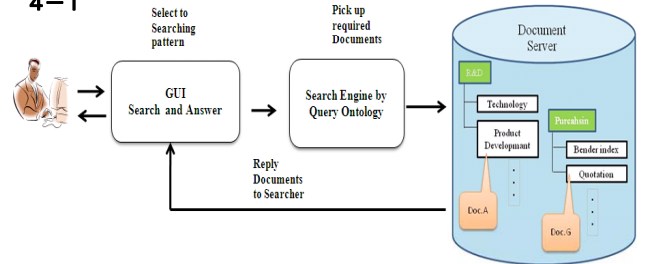 4-1
Select to
Searching
pattern
Pick up
required
Documents
GUI
Search and Answer
Search Engine by
Query Ontology
Reply
Documents
to Searcher
Document
Server
R&D
Technology
Product
Development
Doc.A
Purcahsin
Bender index
Quotation
Doc.G